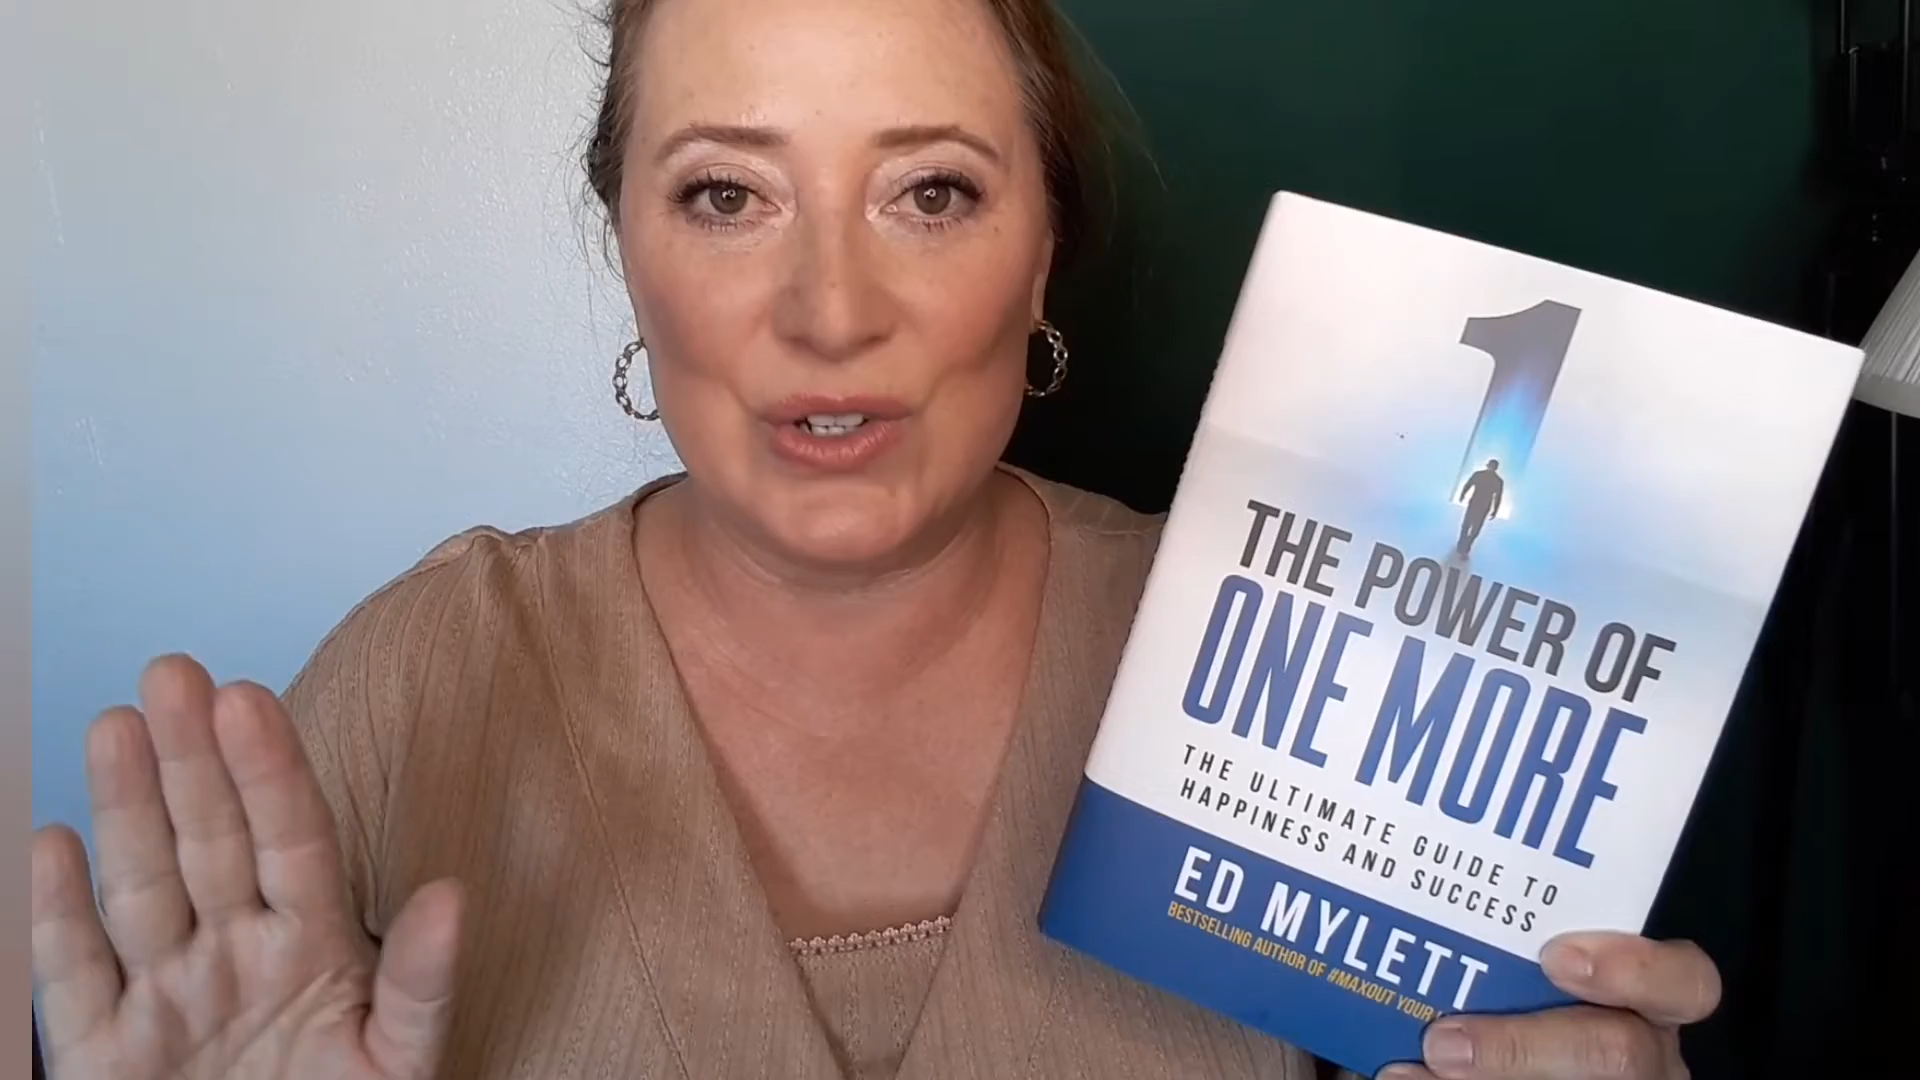 1
THE POWER OF
ONE MORE
THE ULTIMATE GUIDE TO
HAPPINESS AND SUCCESS
ED MYLETT
BESTSELLING AUTHOR OF #MAXOUT YOUR